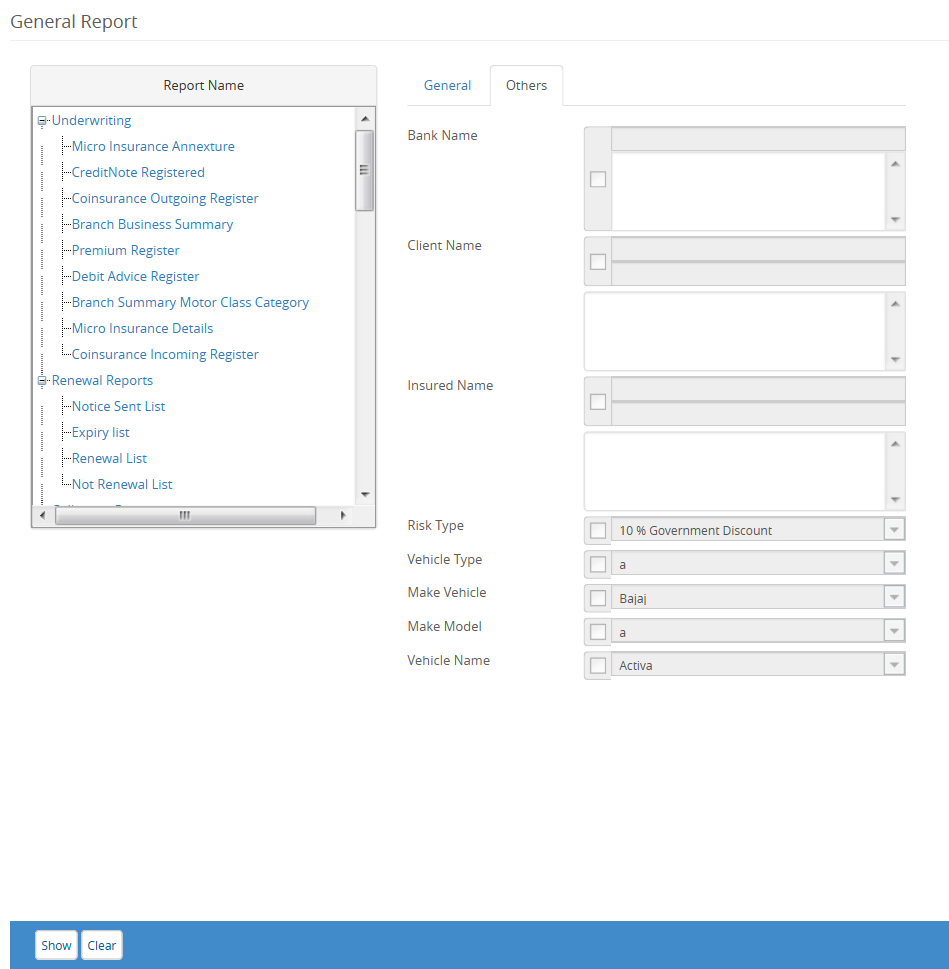 General Report
Report Name
Underwriting
Micro Insurance Annexture
CreditNote Registered
Coinsurance Outgoing Register
Branch Business Summary
Premium Register
Debit Advice Register
Branch Summary Motor Class Category
Micro Insurance Details
Coinsurance Incoming Register
Renewal Reports
Notice Sent List
Expiry list
Renewal List
Not Renewal List
General Others
Bank Name
Client Name
Insured Name
Risk Type 10 % Government Discount
Vehicle Type a
Make Vehicle Bajaj
Make Model a
Vehicle Name Activa
Show Clear